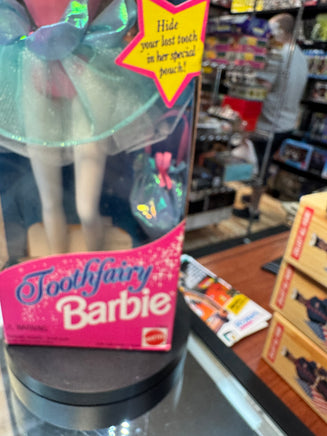 Hide
your lost tooth
in her special
pouch!
Toothfairy
Barbie
WARNING:
MATTEL